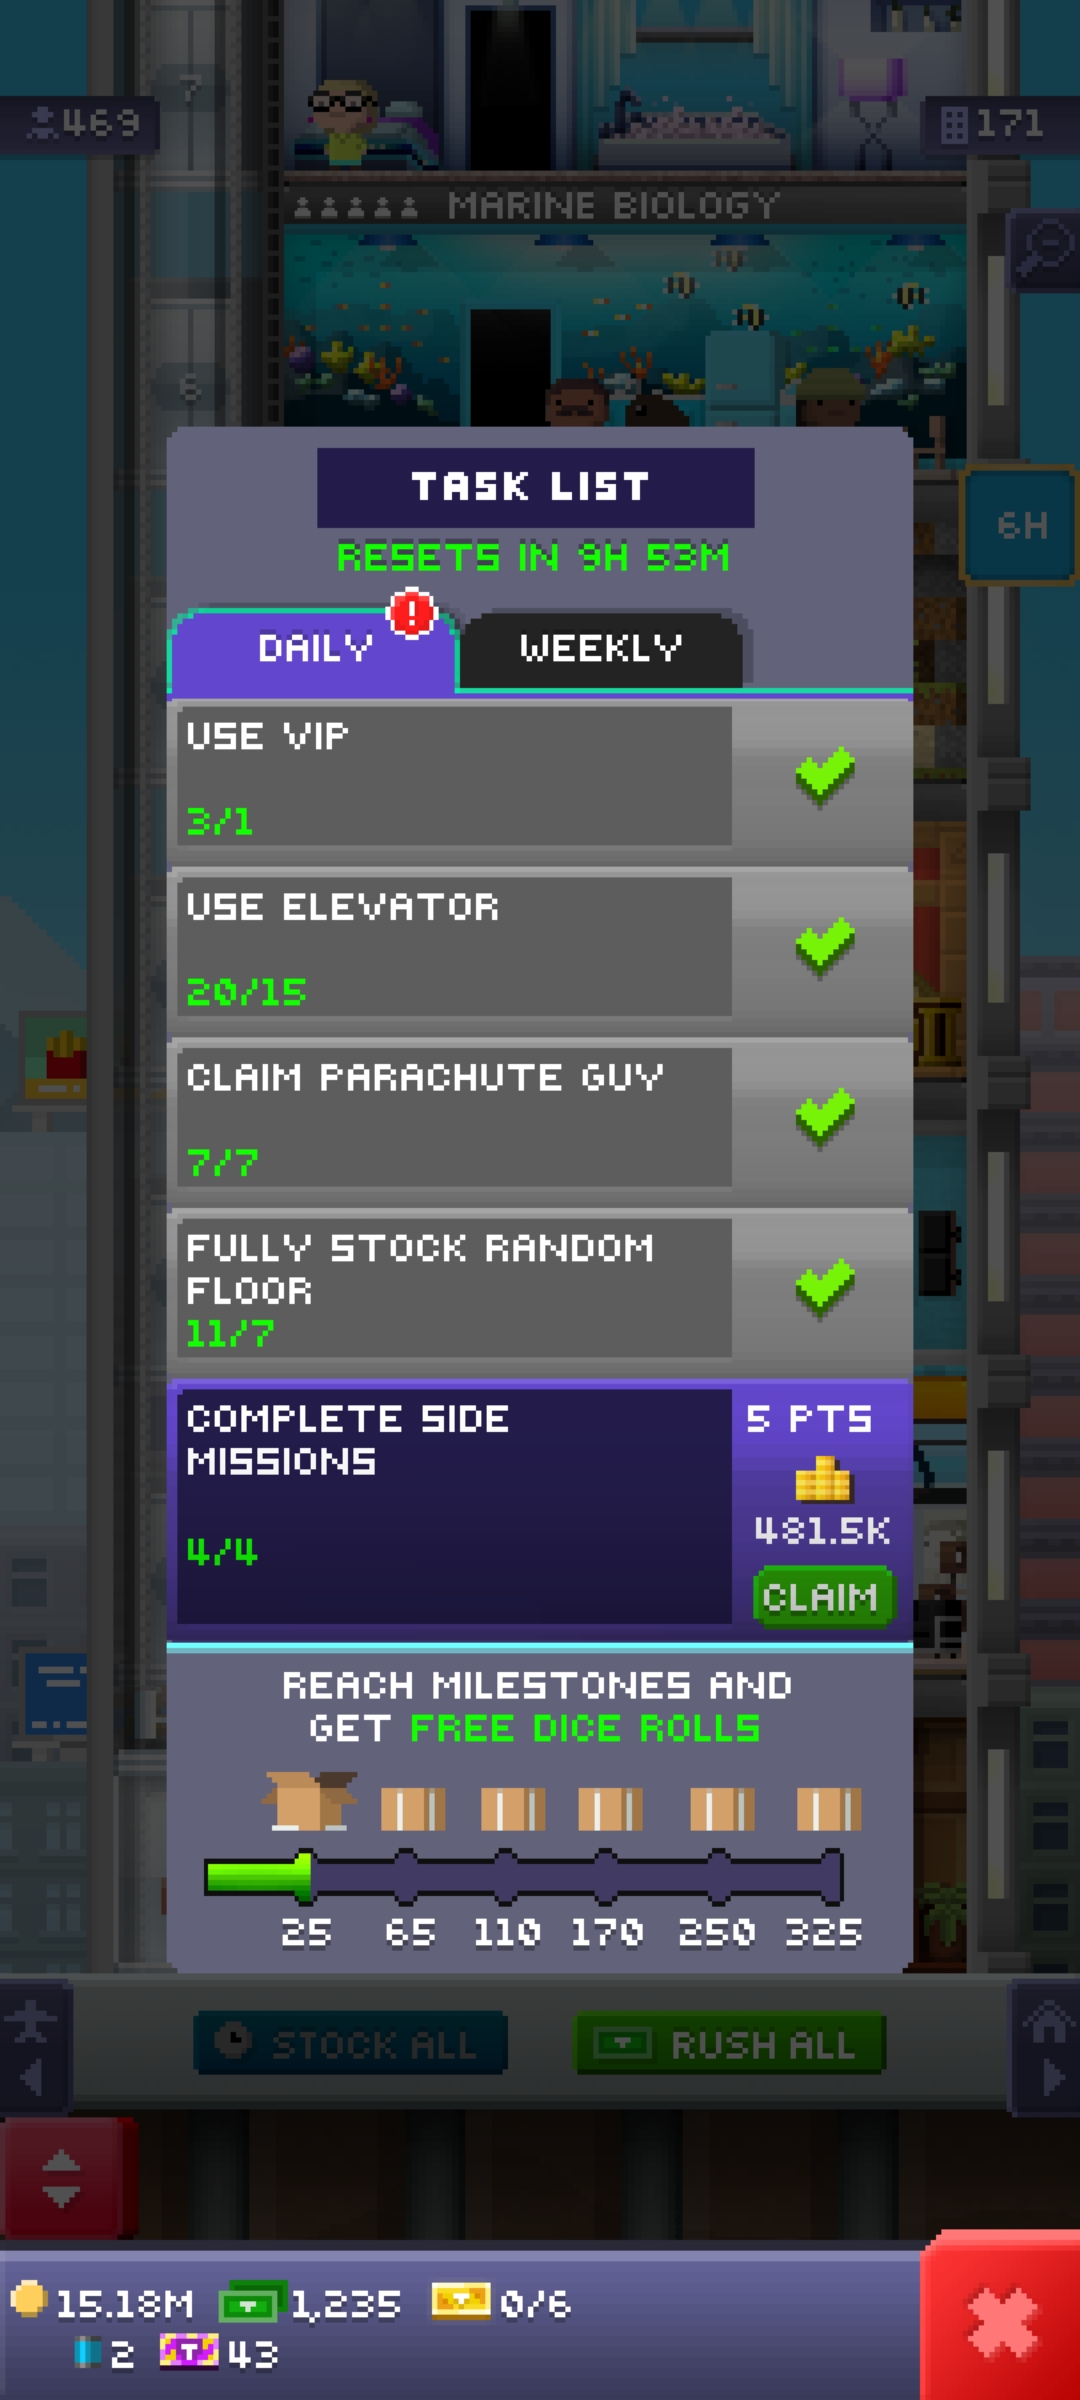 7
469
171
MARINE BIOLOGY
6
TASK LIST
6H
RESETS IN 9H 53M
!
DAILY
WEEKLY
USE VIP
3/1
USE ELEVATOR
20/15
CLAIM PARACHUTE GUY
7/7
FULLY STOCK RANDOM
FLOOR
11/7
COMPLETE SIDE
MISSIONS
5 PTS
481.5K
4/4
CLAIM
REACH MILESTONES AND
GET FREE DICE ROLLS
25 65 110 170 250 325
STOCK ALL
RUSH ALL
15.18M 1,235 0/6
2 T 43